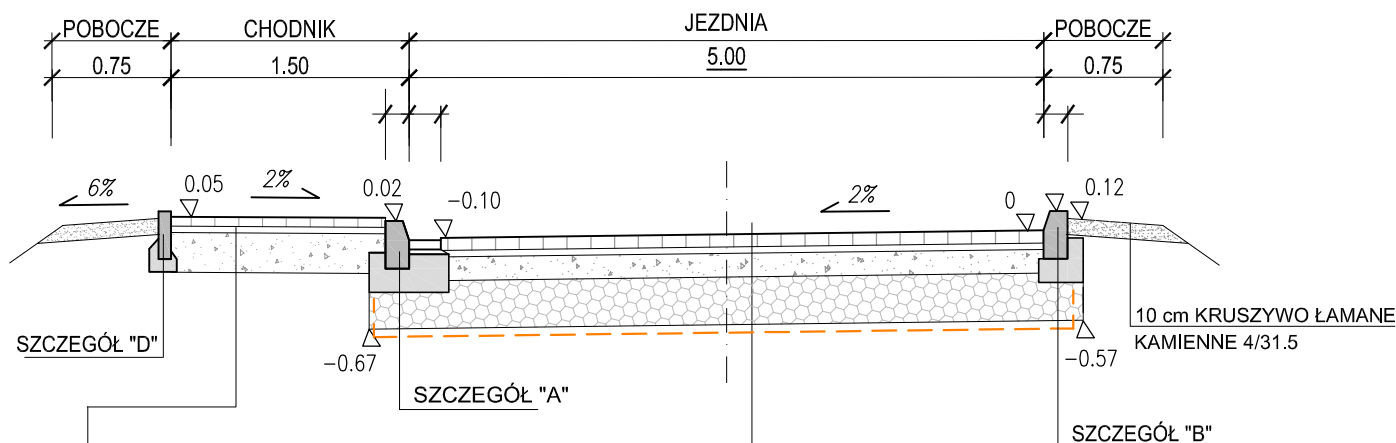 POBOCZE CHODNIK JEZDNIA POBOCZE
0.75 1.50 5.00 0.75
6% 0.05 2% 0.02 -0.10 2% 0 0.12
10 cm KRUSZYWO ŁAMANE
KAMIENNE 4/31.5
SZCZEGÓŁ "D" -0.67 -0.57
SZCZEGÓŁ "A"
SZCZEGÓŁ "B"